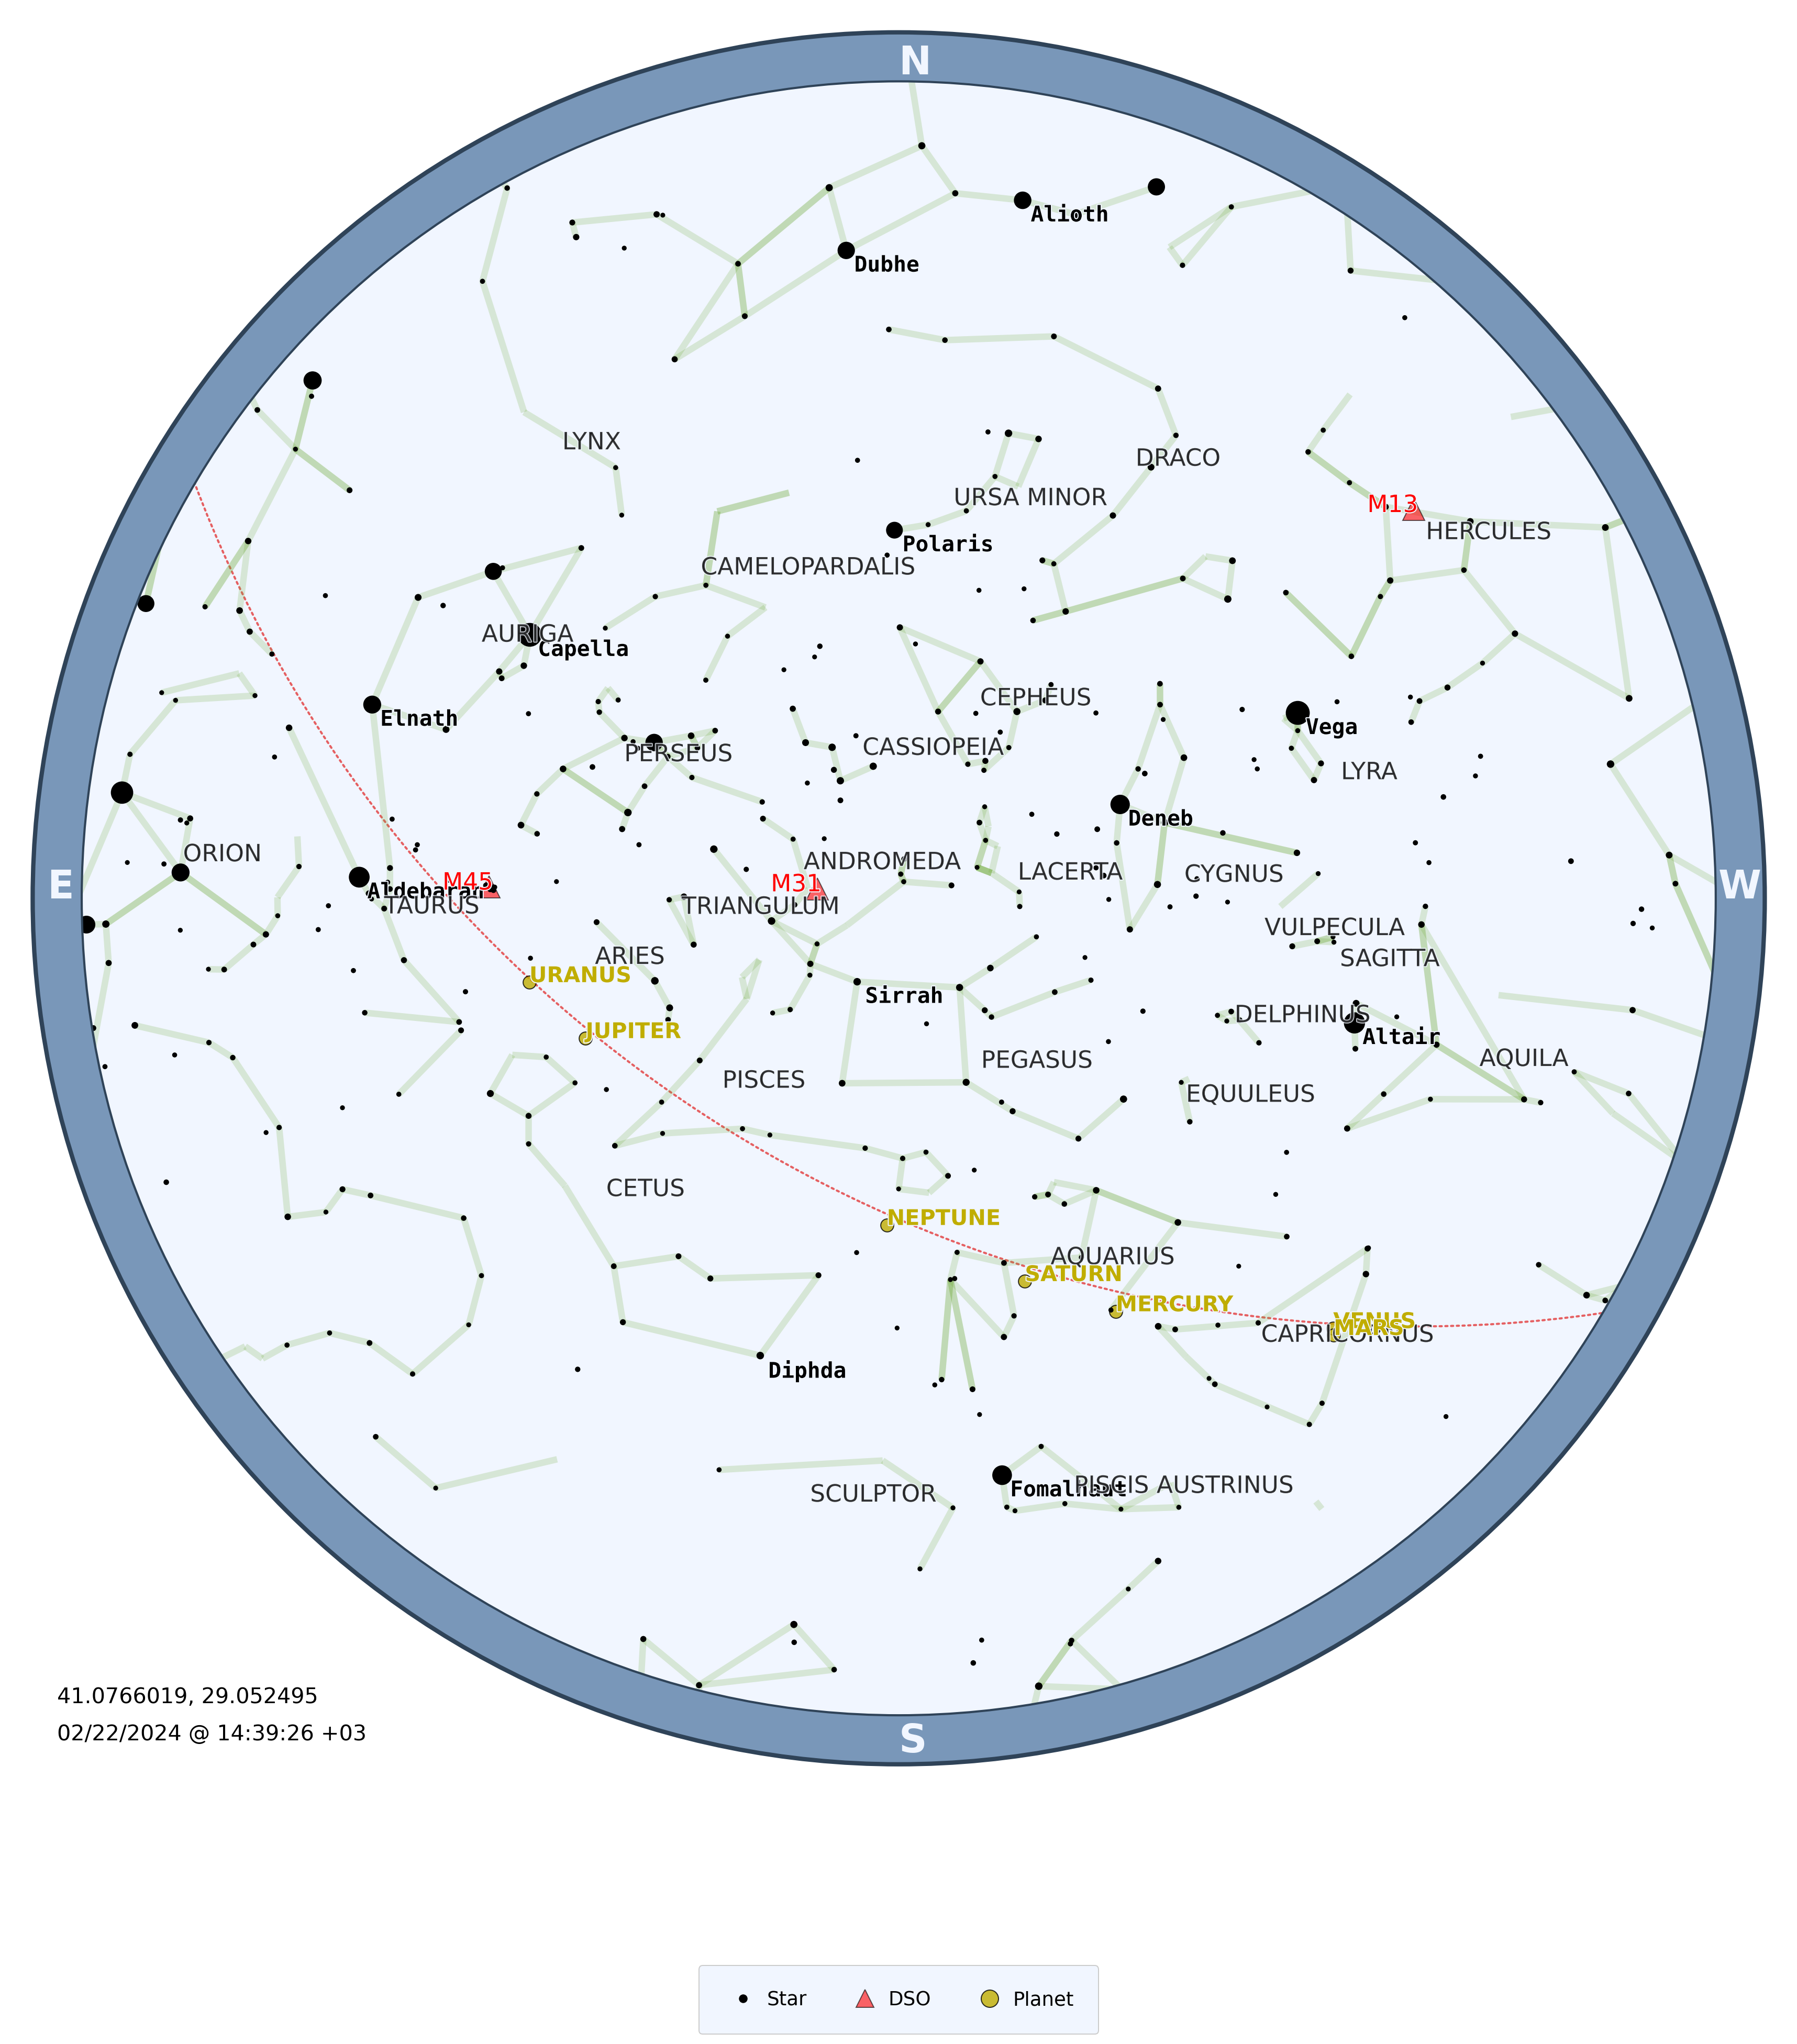 N
Alioth
Dubhe
LYNX
DRACO
URSA MINOR
M13
HERCULES
Polaris
CAMELOPARDALIS
AURIGA
Capella
CEPHEUS
Elnath
Vega
PERSEUS
CASSIOPEIA
LYRA
Deneb
ORION
ANDROMEDA
LACERTA
CYGNUS
E
M45
M31
W
Aldebaran
TAURUS
TRIANGULUM
VULPECULA
ARIES
SAGITTA
URANUS
Sirrah
DELPHINUS
JUPITER
Altair
PEGASUS
AQUILA
PISCES
EQUULEUS
CETUS
NEPTUNE
AQUARIUS
SATURN
MERCURY
VENUS
MARS
CAPRICORNUS
Diphda
PISCIS AUSTRINUS
Fomalhaut
SCULPTOR
41.0766019, 29.052495
02/22/2024 @ 14:39:26 +03
S
Star
DSO
Planet